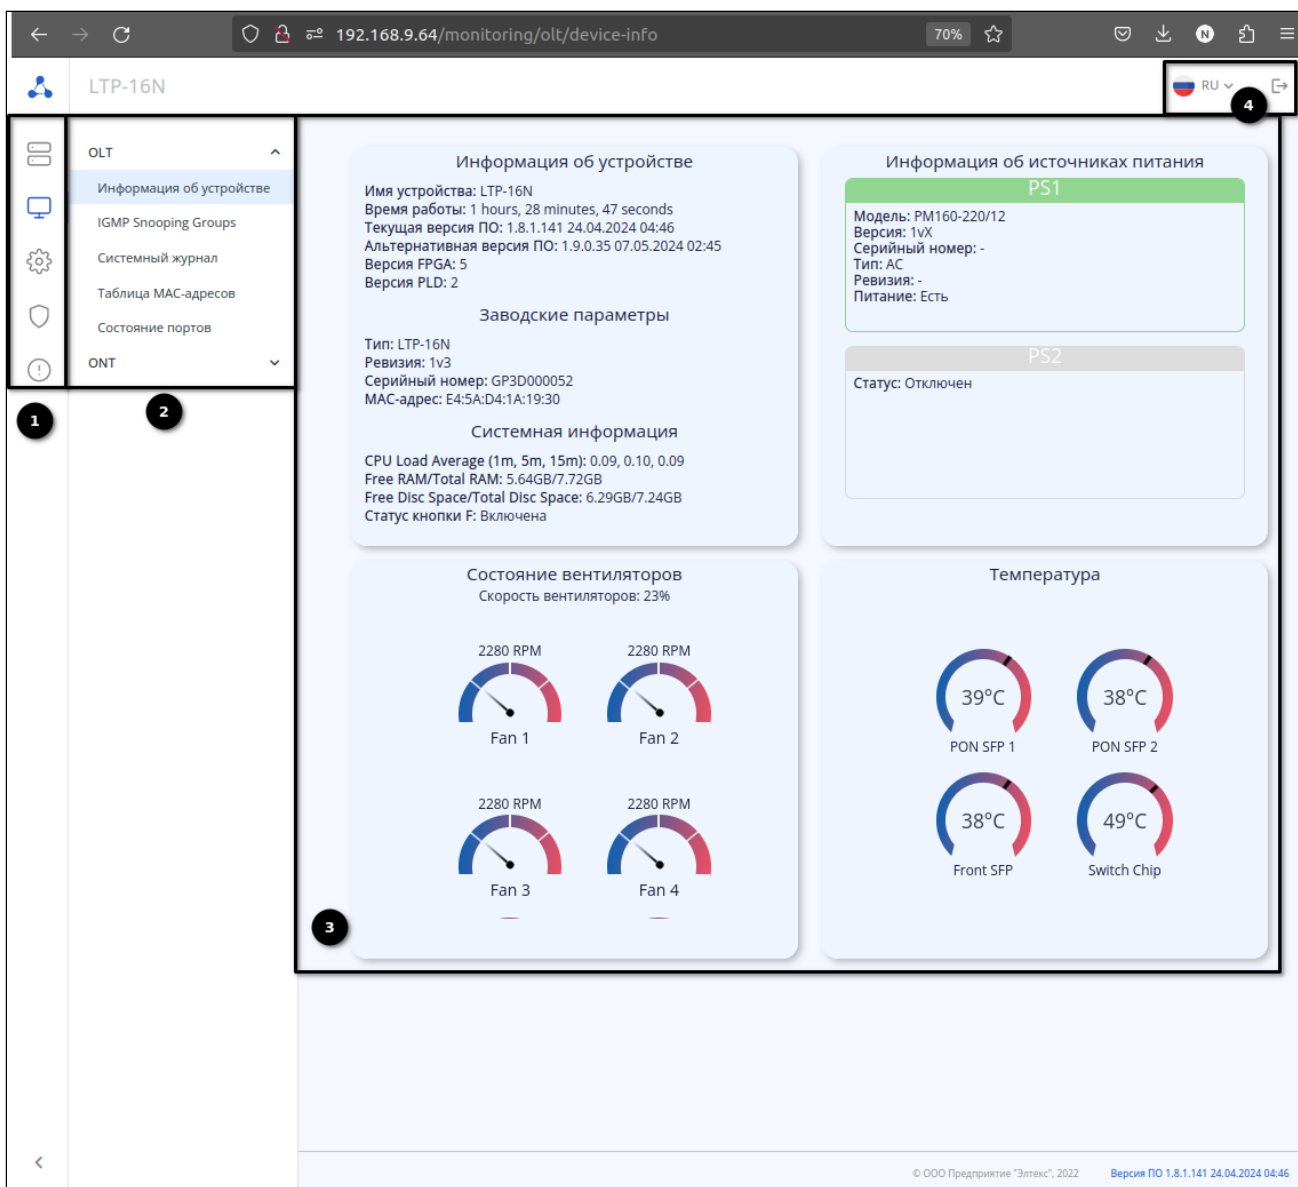 192.168.9.64/monitoring/olt/device-info
70%
N
LTP-16N
RU
4
OLT
Информация об устройстве
IGMP Snooping Groups
Системный журнал
Таблица MAC-адресов
Состояние портов
ONT
1
2
Информация об устройстве
Имя устройства: LTP-16N
Время работы: 1 hours, 28 minutes, 47 seconds
Текущая версия ПО: 1.8.1.141 24.04.2024 04:46
Альтернативная версия ПО: 1.9.0.35 07.05.2024 02:45
Версия FPGA: 5
Версия PLD: 2
Заводские параметры
Тип: LTP-16N
Ревизия: 1v3
Серийный номер: GP3D000052
MAC-адрес: E4:5A:D4:1A:19:30
Системная информация
CPU Load Average (1m, 5m, 15m): 0.09, 0.10, 0.09
Free RAM/Total RAM: 5.64GB/7.72GB
Free Disc Space/Total Disc Space: 6.29GB/7.24GB
Статус кнопки F: Включена
Информация об источниках питания
PS1
Модель: PM160-220/12
Версия: 1vX
Серийный номер: -
Тип: AC
Ревизия: -
Питание: Есть
PS2
Статус: Отключен
Состояние вентиляторов
Скорость вентиляторов: 23%
2280 RPM 2280 RPM
Fan 1 Fan 2
2280 RPM 2280 RPM
Fan 3 Fan 4
3
Температура
39°C 38°C
PON SFP 1 PON SFP 2
38°C 49°C
Front SFP Switch Chip
© ООО Предприятие "Элтекс", 2022 Версия ПО 1.8.1.141 24.04.2024 04:46